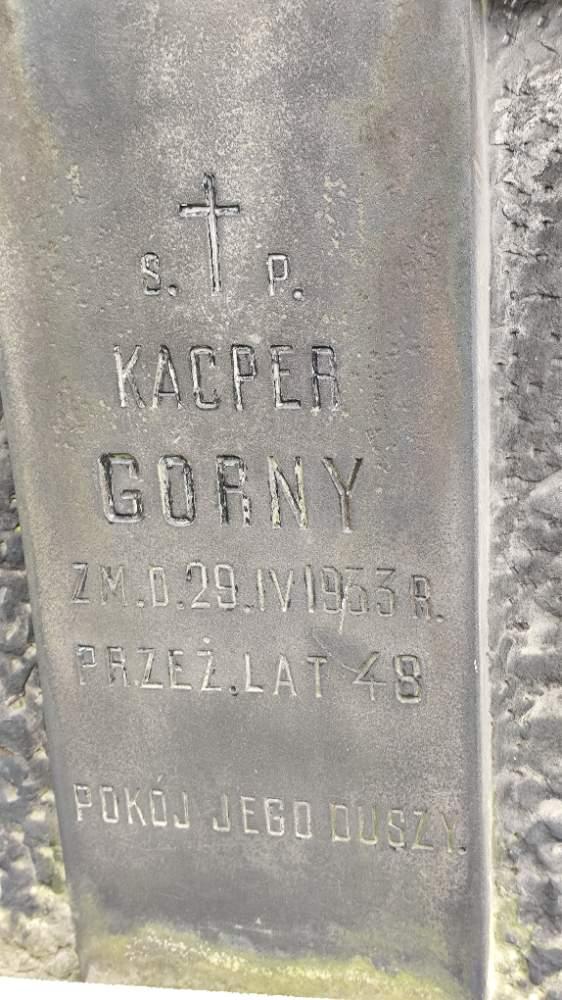 S. P.
KACPER
GORNY
ZM. D. 29. IV 1933 R.
PRZEŻ. LAT 48
POKÓJ JEGO DUSZY.